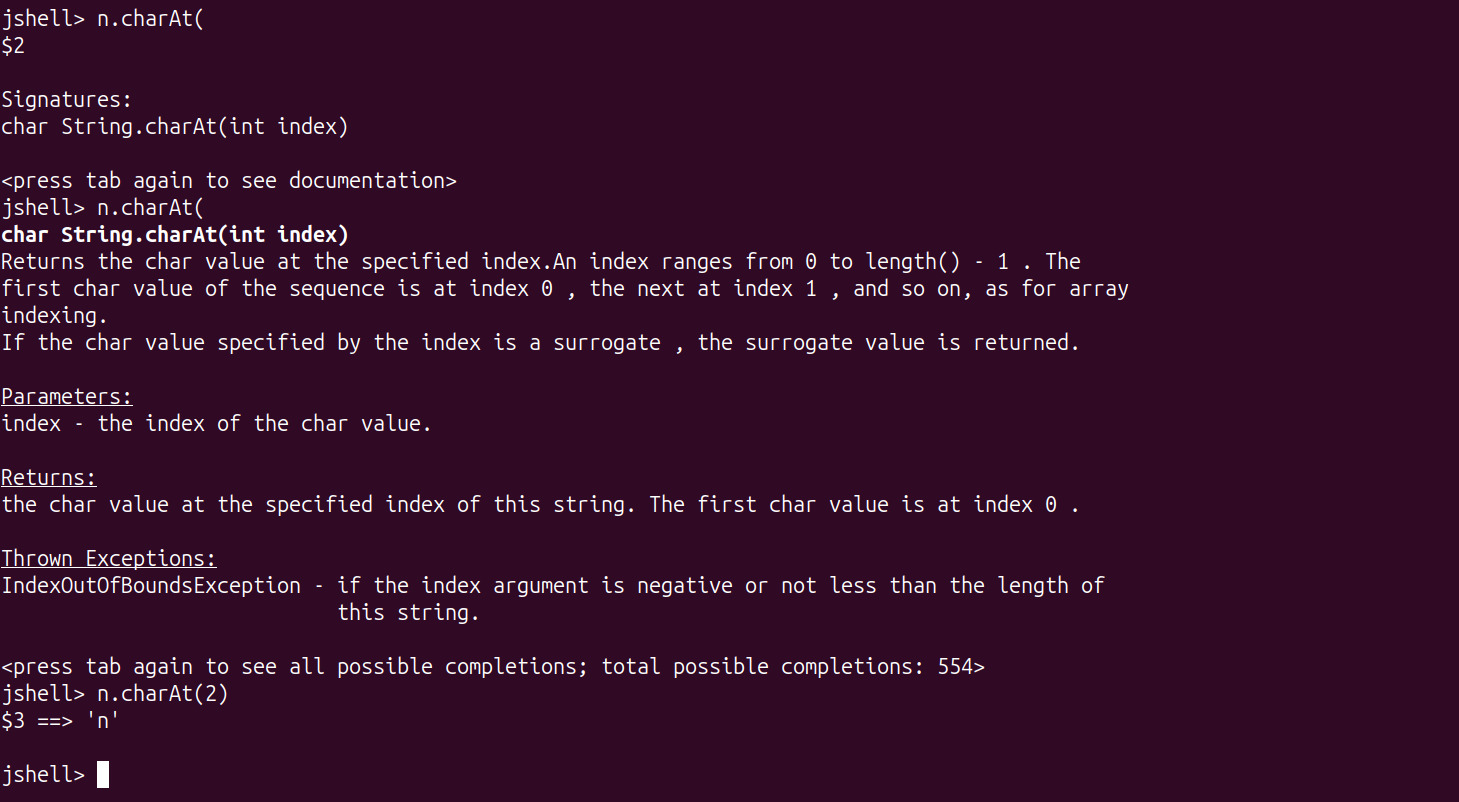 jshell> n.charAt(
$2
Signatures:
char String.charAt(int index)
<press tab again to see documentation>
jshell> n.charAt(
char String.charAt(int index)
Returns the char value at the specified index.An index ranges from 0 to length() - 1 . The
first char value of the sequence is at index 0 , the next at index 1 , and so on, as for array
indexing.
If the char value specified by the index is a surrogate , the surrogate value is returned.
Parameters:
index - the index of the char value.
Returns:
the char value at the specified index of this string. The first char value is at index 0 .
Thrown Exceptions:
IndexOutOfBoundsException - if the index argument is negative or not less than the length of
this string.
<press tab again to see all possible completions; total possible completions: 554>
jshell> n.charAt(2)
$3 ==> 'n'
jshell>